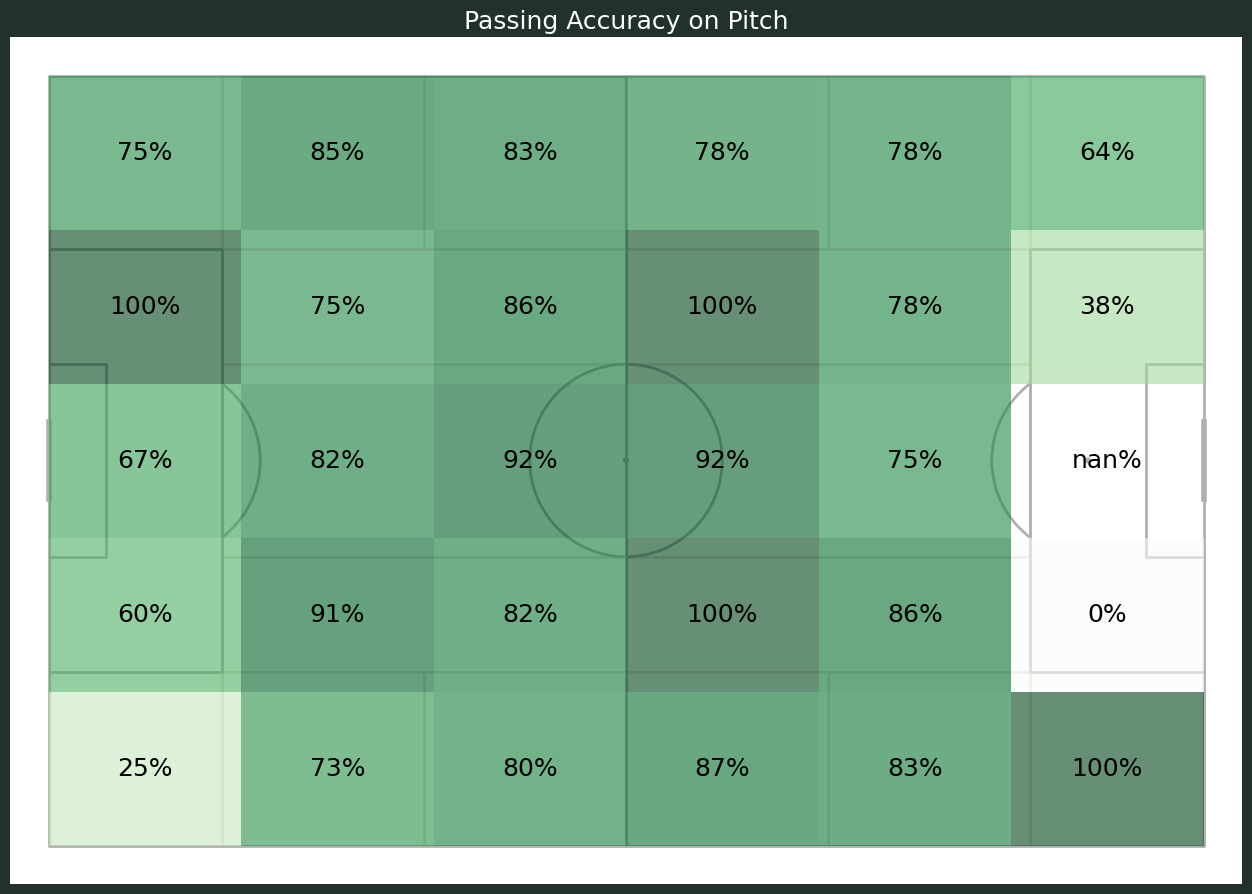 Passing Accuracy on Pitch
75% 85% 83% 78% 78% 64%
100% 75% 86% 100% 78% 38%
67% 82% 92% 92% 75% nan%
60% 91% 82% 100% 86% 0%
25% 73% 80% 87% 83% 100%